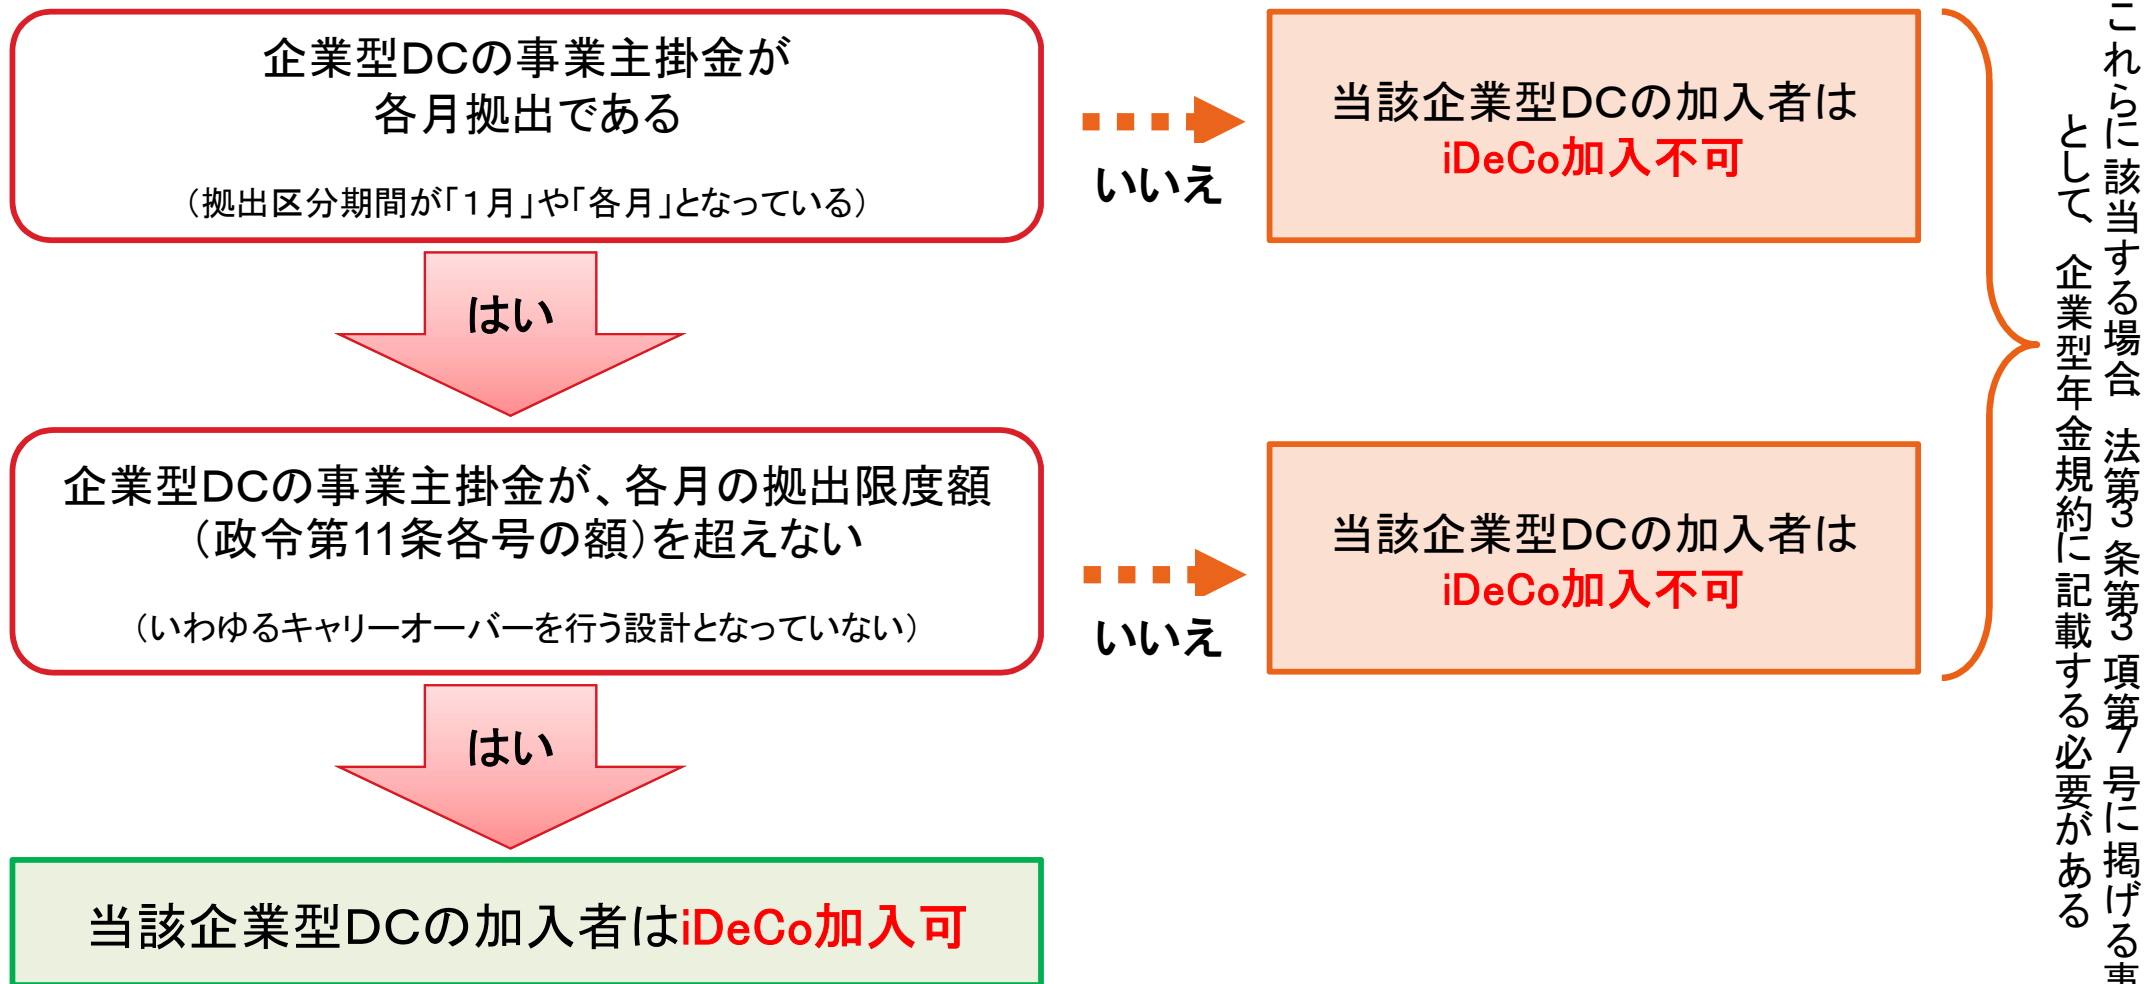 企業型DCの事業主掛金が
各月拠出である
(拠出区分期間が「1月」や「各月」となっている)
いいえ
当該企業型DCの加入者は
iDeCo加入不可
はい
企業型DCの事業主掛金が、各月の拠出限度額
(政令第11条各号の額)を超えない
(いわゆるキャリーオーバーを行う設計となっていない)
いいえ
当該企業型DCの加入者は
iDeCo加入不可
はい
当該企業型DCの加入者はiDeCo加入可
これらに該当する場合、法第3条第3項第7号に掲げる事
として、企業型年金規約に記載する必要がある